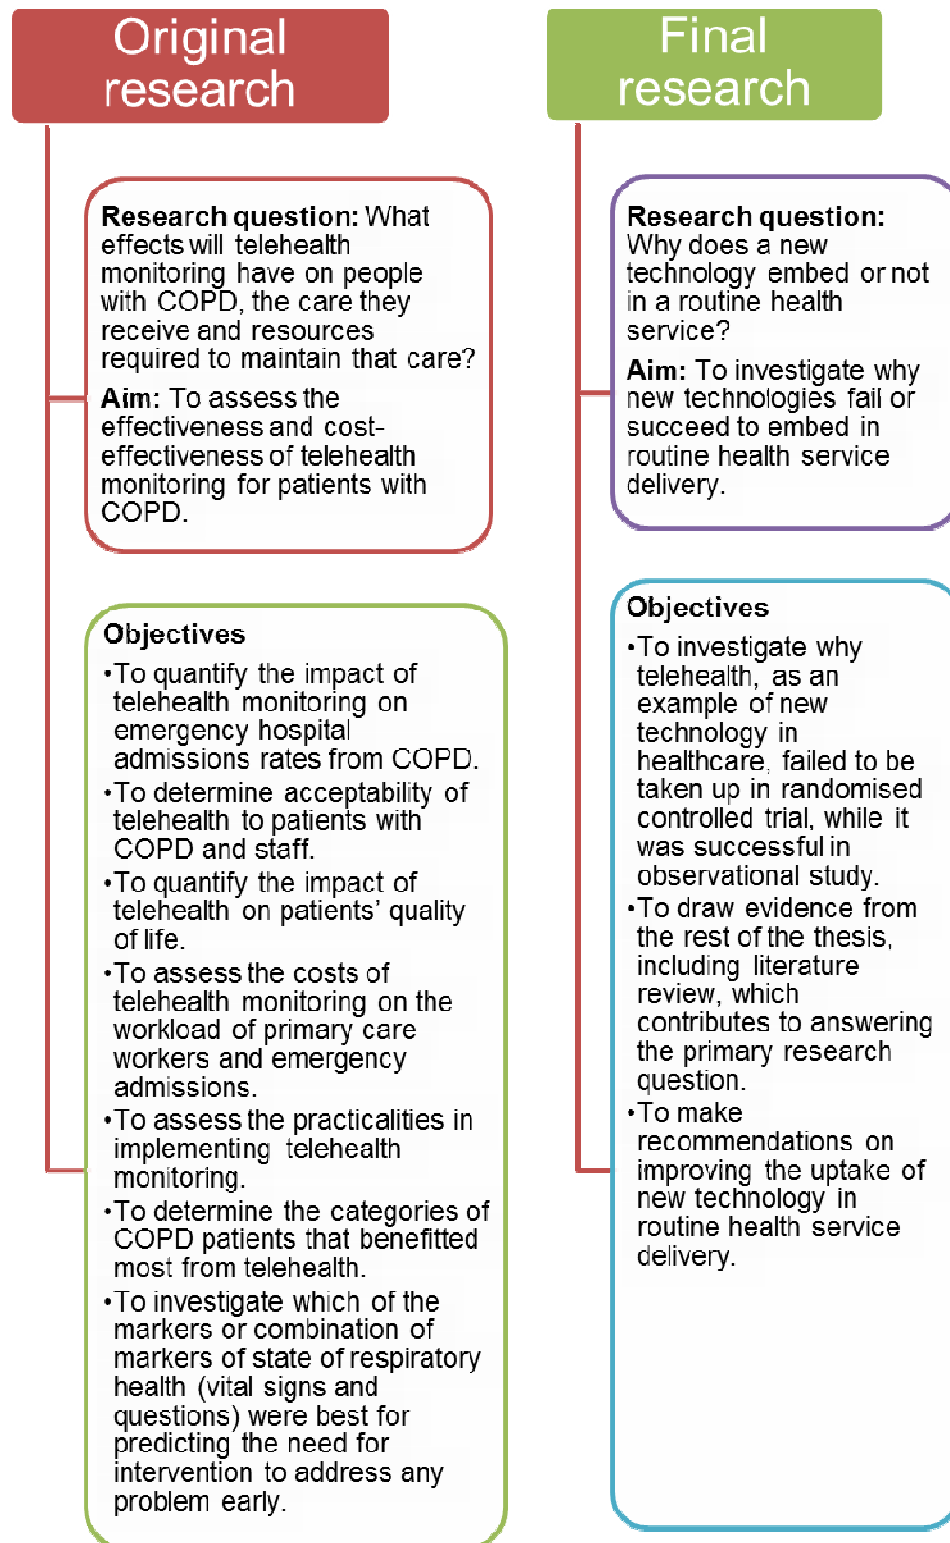 Original
research
Research question: What
effects will telehealth
monitoring have on people
with COPD, the care they
receive and resources
required to maintain that care?
Aim: To assess the
effectiveness and cost-
effectiveness of telehealth
monitoring for patients with
COPD.
Objectives
•To quantify the impact of
telehealth monitoring on
emergency hospital
admissions rates from COPD.
•To determine acceptability of
telehealth to patients with
COPD and staff.
•To quantify the impact of
telehealth on patients’ quality
of life.
•To assess the costs of
telehealth monitoring on the
workload of primary care
workers and emergency
admissions.
•To assess the practicalities in
implementing telehealth
monitoring.
•To determine the categories of
COPD patients that benefitted
most from telehealth.
•To investigate which of the
markers or combination of
markers of state of respiratory
health (vital signs and
questions) were best for
predicting the need for
intervention to address any
problem early.
Final
research
Research question:
Why does a new
technology embed or not
in a routine health
service?
Aim: To investigate why
new technologies fail or
succeed to embed in
routine health service
delivery.
Objectives
•To investigate why
telehealth, as an
example of new
technology in
healthcare, failed to be
taken up in randomised
controlled trial, while it
was successful in
observational study.
•To draw evidence from
the rest of the thesis,
including literature
review, which
contributes to answering
the primary research
question.
•To make
recommendations on
improving the uptake of
new technology in
routine health service
delivery.